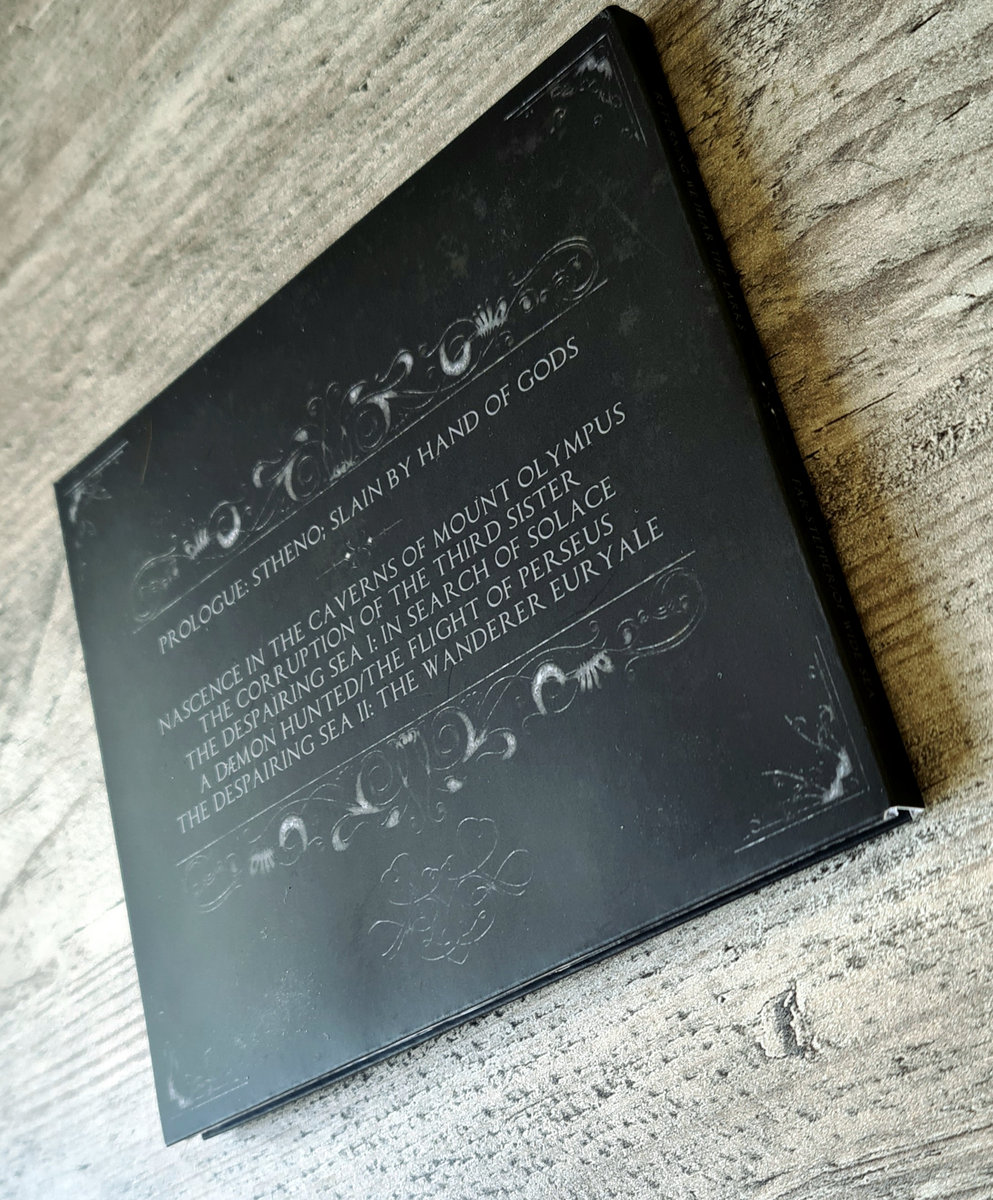 PROLOGUE: STHENO; SLAIN BY HAND OF GODS
NASCENCE IN THE CAVERNS OF MOUNT OLYMPUS
THE CORRUPTION OF THE THIRD SISTER
THE DESPAIRING SEA I: IN SEARCH OF SOLACE
A DÆMON HUNTED/THE FLIGHT OF PERSEUS
THE DESPAIRING SEA II: THE WANDERER EURYALE